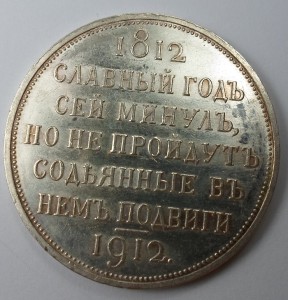 1812
СЛАВНЫЙ ГОДЪ
СЕЙ МИНУЛЪ,
НО НЕ ПРОЙДУТЪ
СОДѢЯННЫЕ ВЪ
НЕМЪ ПОДВИГИ
1912.